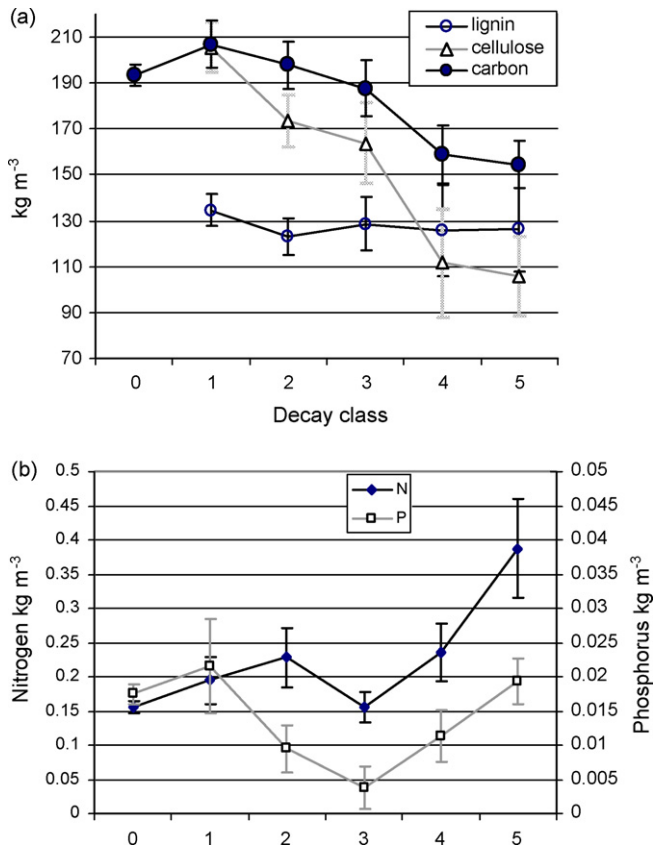 (a)
lignin
cellulose
carbon
210
190
170
150
130
110
90
70
kg m⁻³
0 1 2 3 4 5
Decay class
(b)
N
P
0.5
0.45
0.4
0.35
0.3
0.25
0.2
0.15
0.1
0.05
0
Nitrogen kg m⁻³
0.05
0.045
0.04
0.035
0.03
0.025
0.02
0.015
0.01
0.005
0
Phosphorus kg m⁻³
0 1 2 3 4 5